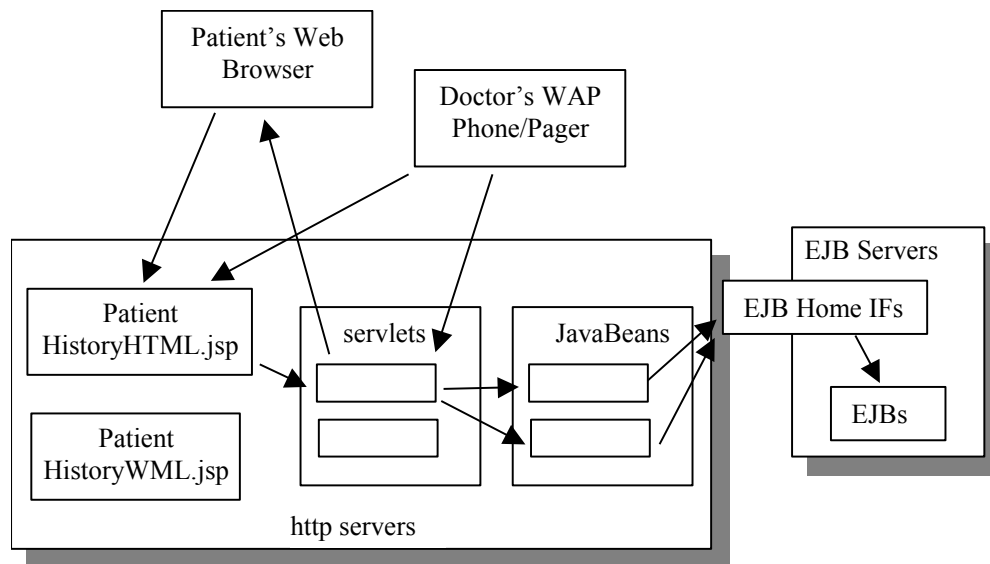 Patient’s Web
Browser
Doctor’s WAP
Phone/Pager
EJB Servers
Patient
HistoryHTML.jsp
servlets
JavaBeans
EJB Home IFs
EJBs
Patient
HistoryWML.jsp
http servers